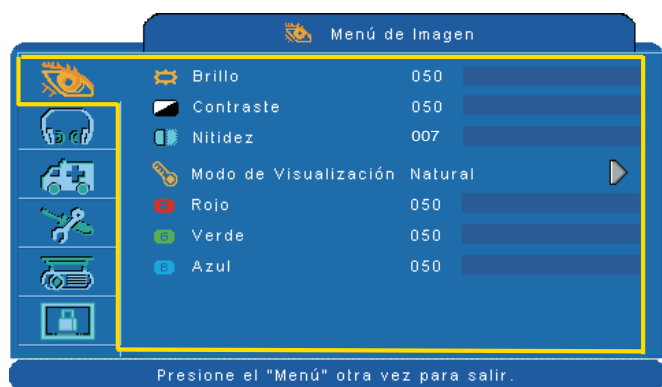 Menú de Imagen
Brillo 050
Contraste 050
Nitidez 007
Modo de Visualización Natural
G Rojo 050
G Verde 050
B Azul 050
Presione el "Menú" otra vez para salir.